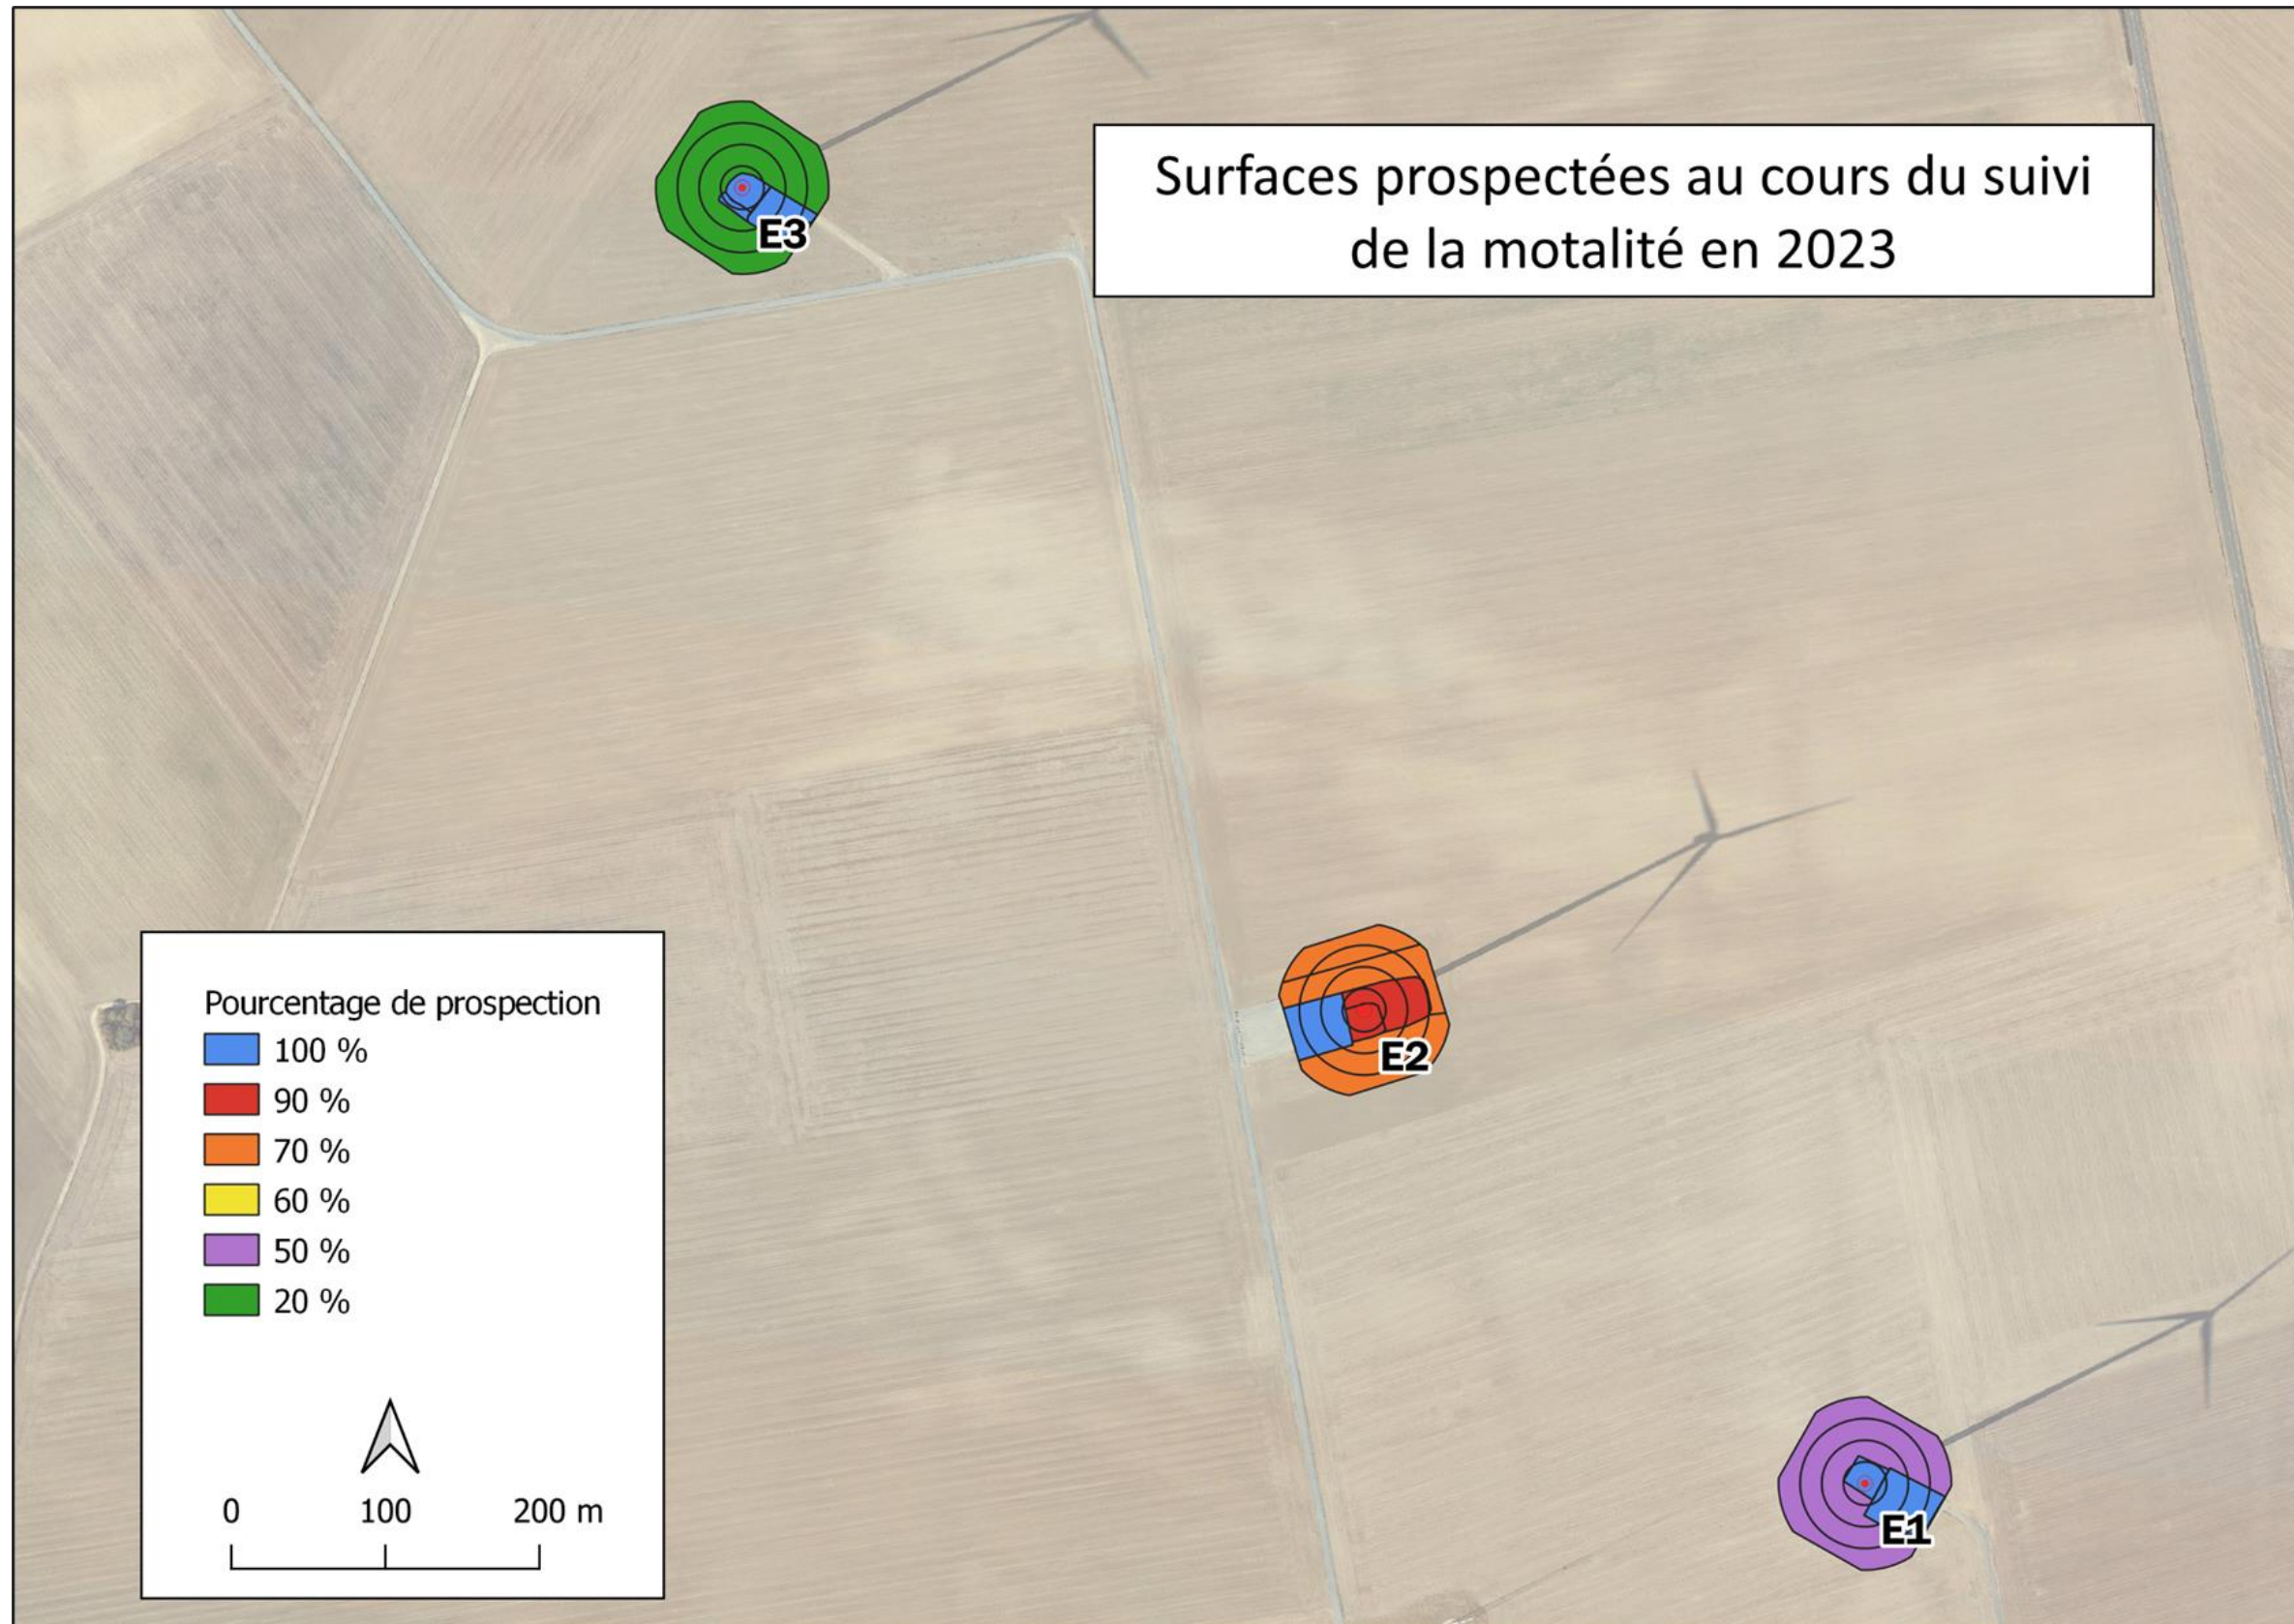 Surfaces prospectées au cours du suivi
de la motalité en 2023
E3
E2
E1
Pourcentage de prospection
100 %
90 %
70 %
60 %
50 %
20 %
0 100 200 m